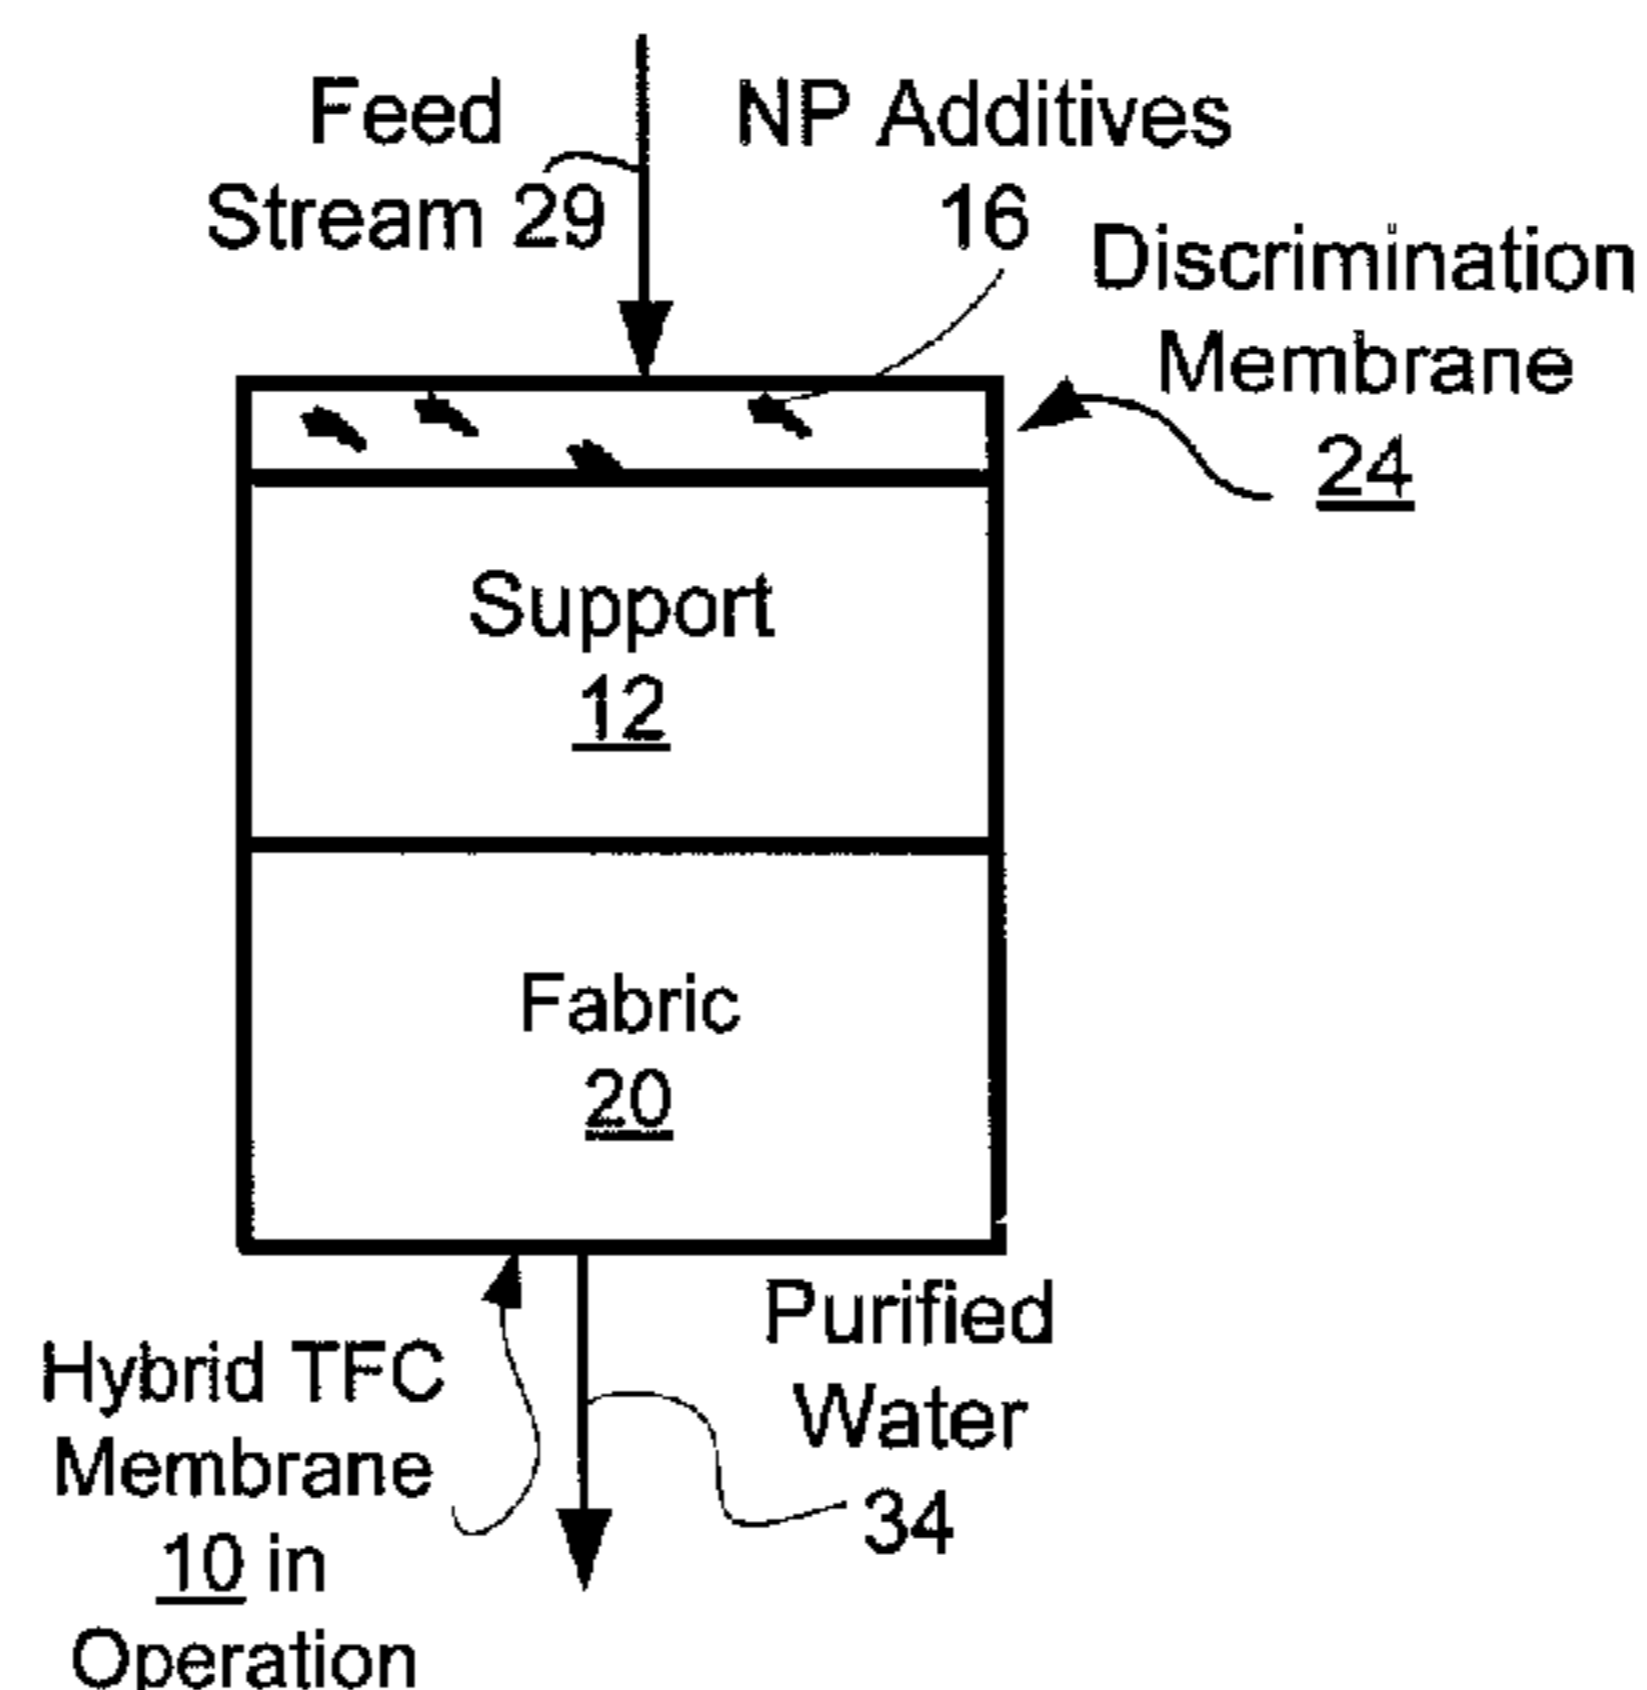 Feed
Stream 29
NP Additives
16
Discrimination
Membrane
24
Support
12
Fabric
20
Purified
Water
34
Hybrid TFC
Membrane
10 in
Operation